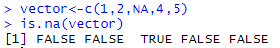 > vector<-c(1,2,NA,4,5)
> is.na(vector)
[1] FALSE FALSE  TRUE FALSE FALSE